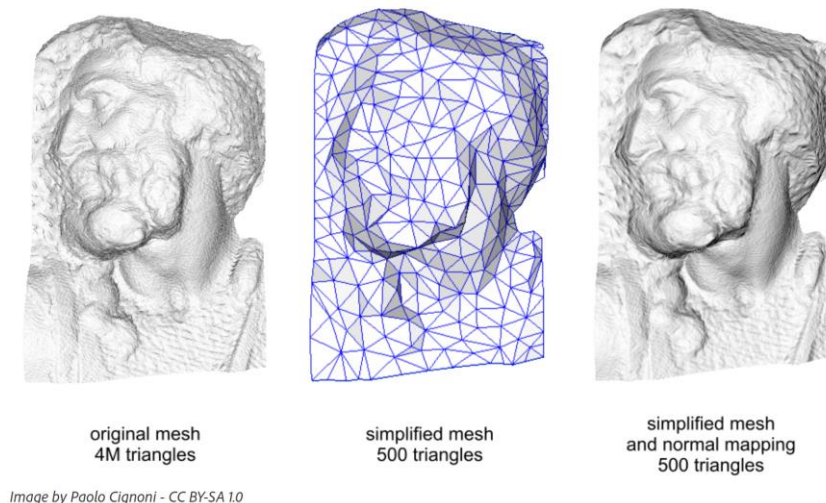 original mesh
4M triangles
simplified mesh
500 triangles
simplified mesh
and normal mapping
500 triangles
Image by Paolo Cignoni - CC BY-SA 1.0